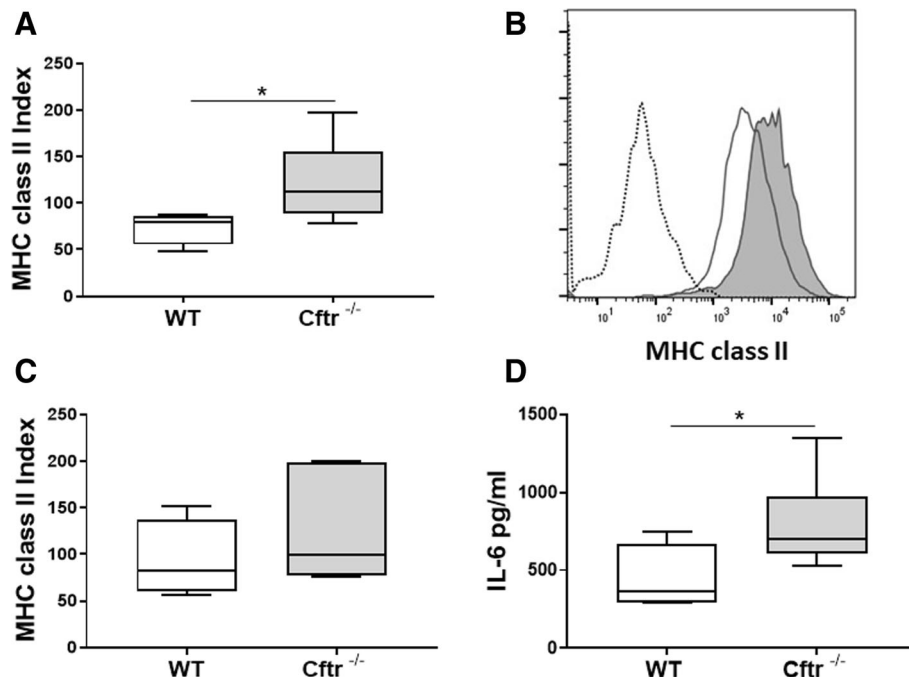 A
MHC class II Index
250
200
150
100
50
0
*
WT
Cftr -/-
B
10¹
10²
10³
10⁴
10⁵
MHC class II
C
MHC class II Index
250
200
150
100
50
0
WT
Cftr -/-
D
IL-6 pg/ml
1500
1000
500
0
*
WT
Cftr -/-